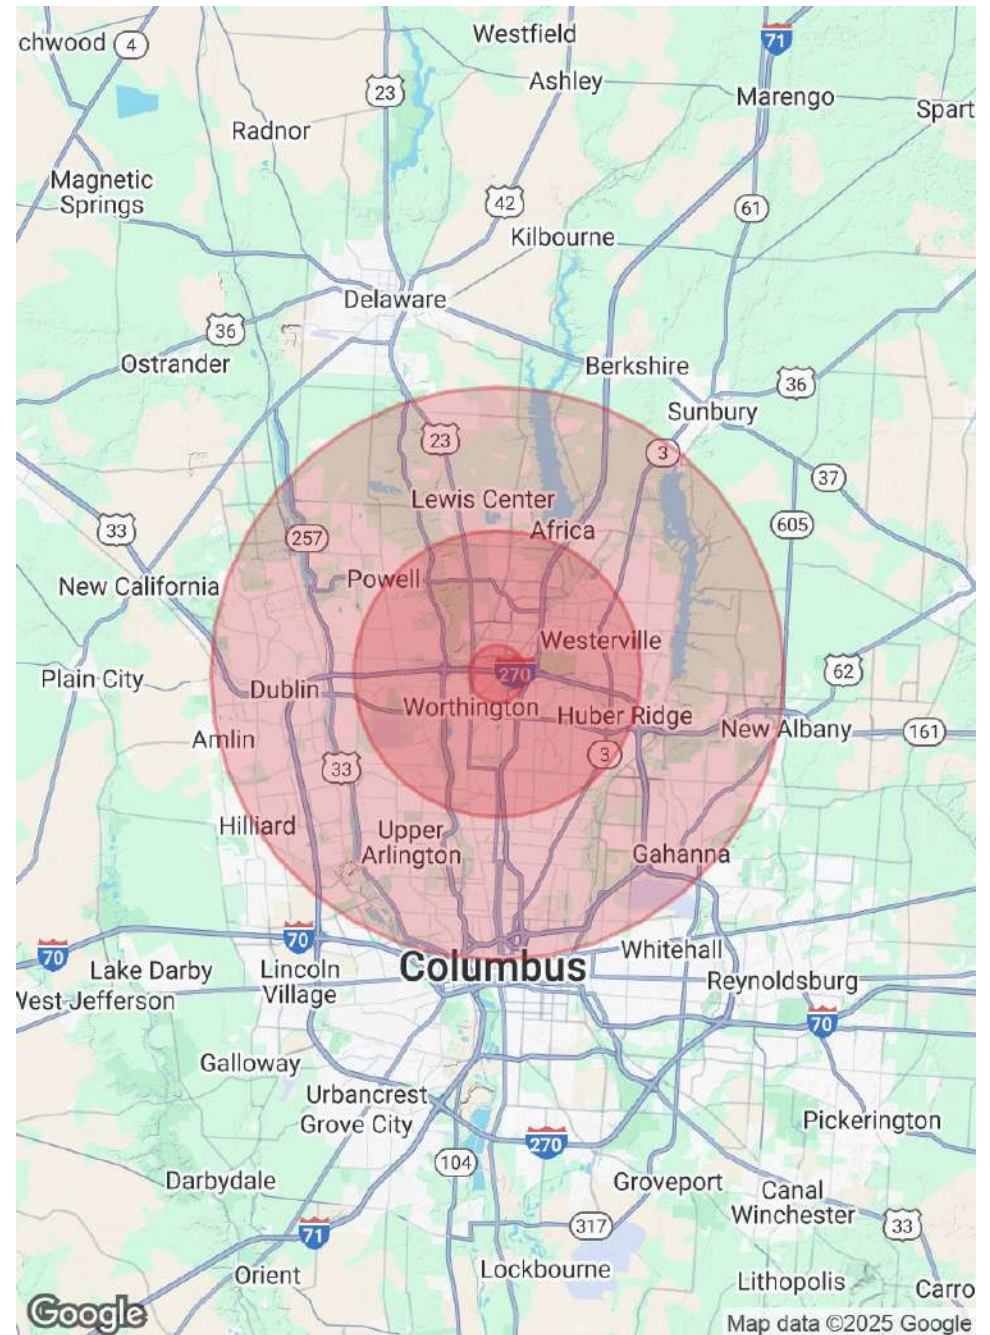 chwood
4
Westfield
71
23
Ashley
Marengo
Spart
Radnor
Magnetic
Springs
42
61
Kilbourne
Delaware
36
Ostrander
Berkshire
36
Sunbury
23
3
37
Lewis Center
605
33
257
Africa
New California
Powell
Westerville
62
Plain City
270
Dublin
Worthington
Huber Ridge
New Albany
161
Amlin
3
33
Hilliard
Upper
Arlington
Gahanna
70
70
Whitehall
Columbus
Lake Darby
Lincoln
Village
Reynoldsburg
West Jefferson
70
Galloway
Urbancrest
Grove City
Pickerington
270
104
Darbydale
Groveport
Canal
Winchester
317
33
71
Orient
Lockbourne
Lithopolis
Carro
Google
Map data ©2025 Google